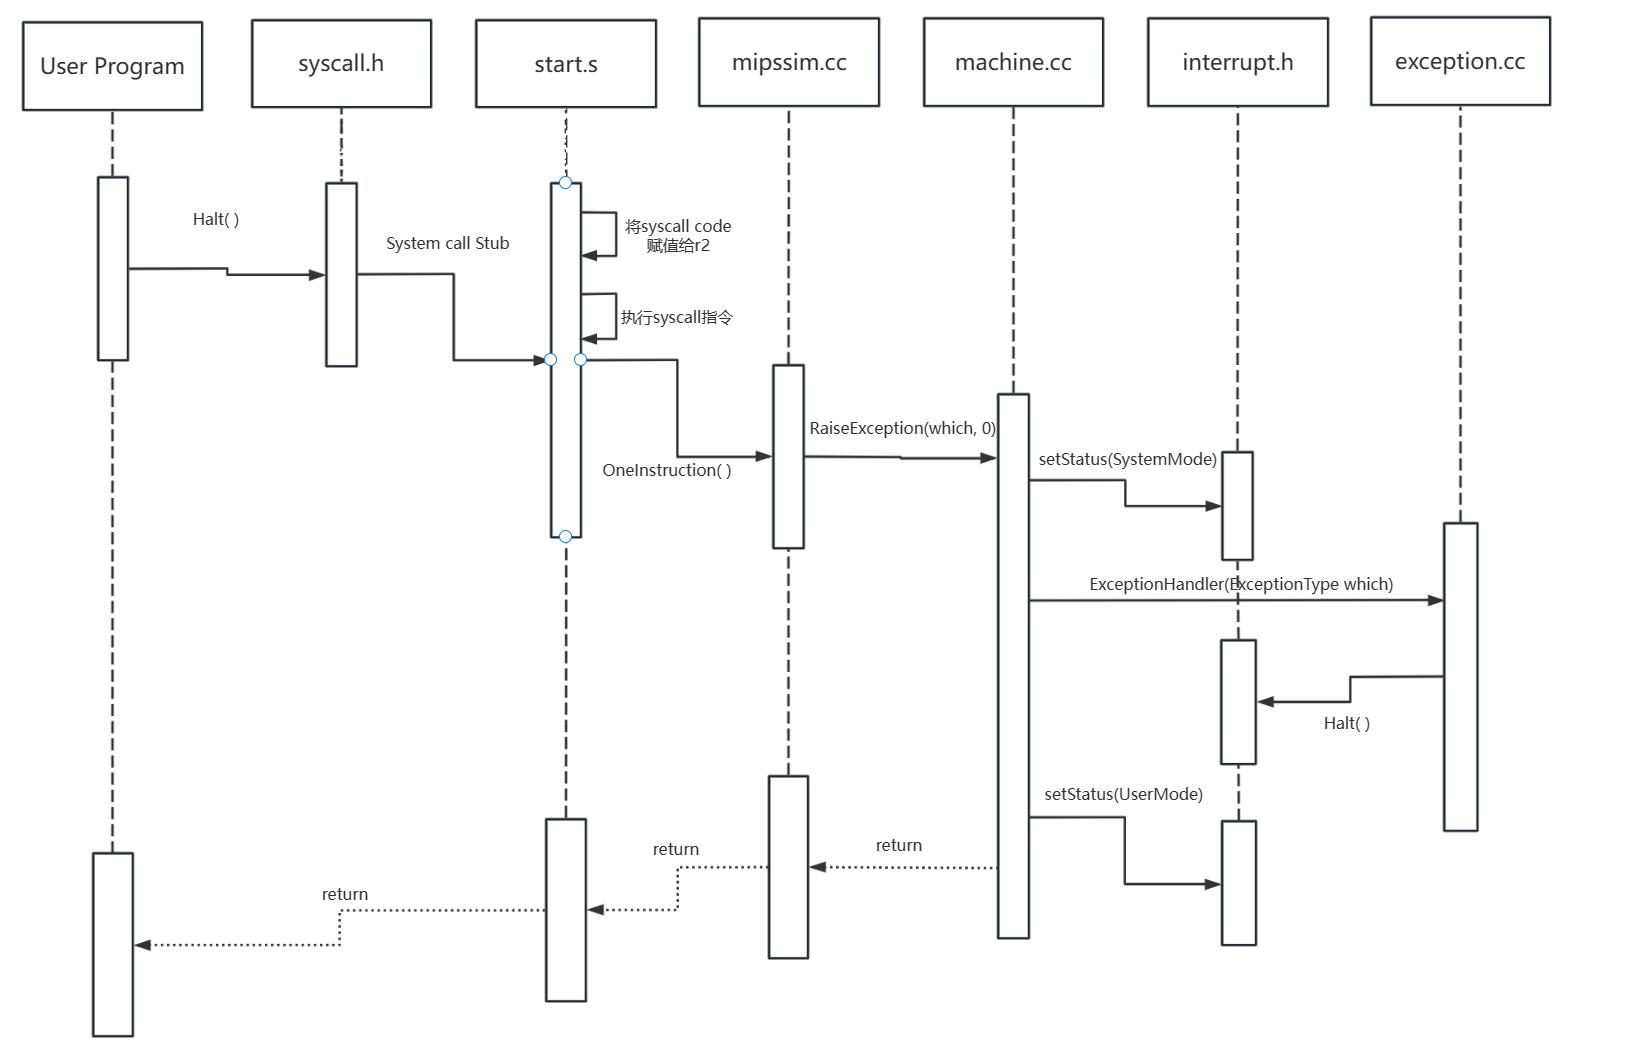 User Program
syscall.h
start.s
mipssim.cc
machine.cc
interrupt.h
exception.cc
Halt( )
System call Stub
将syscall code
赋值给r2
执行syscall指令
OneInstruction( )
RaiseException(which, 0)
setStatus(SystemMode)
ExceptionHandler(ExceptionType which)
Halt( )
setStatus(UserMode)
return
return
return